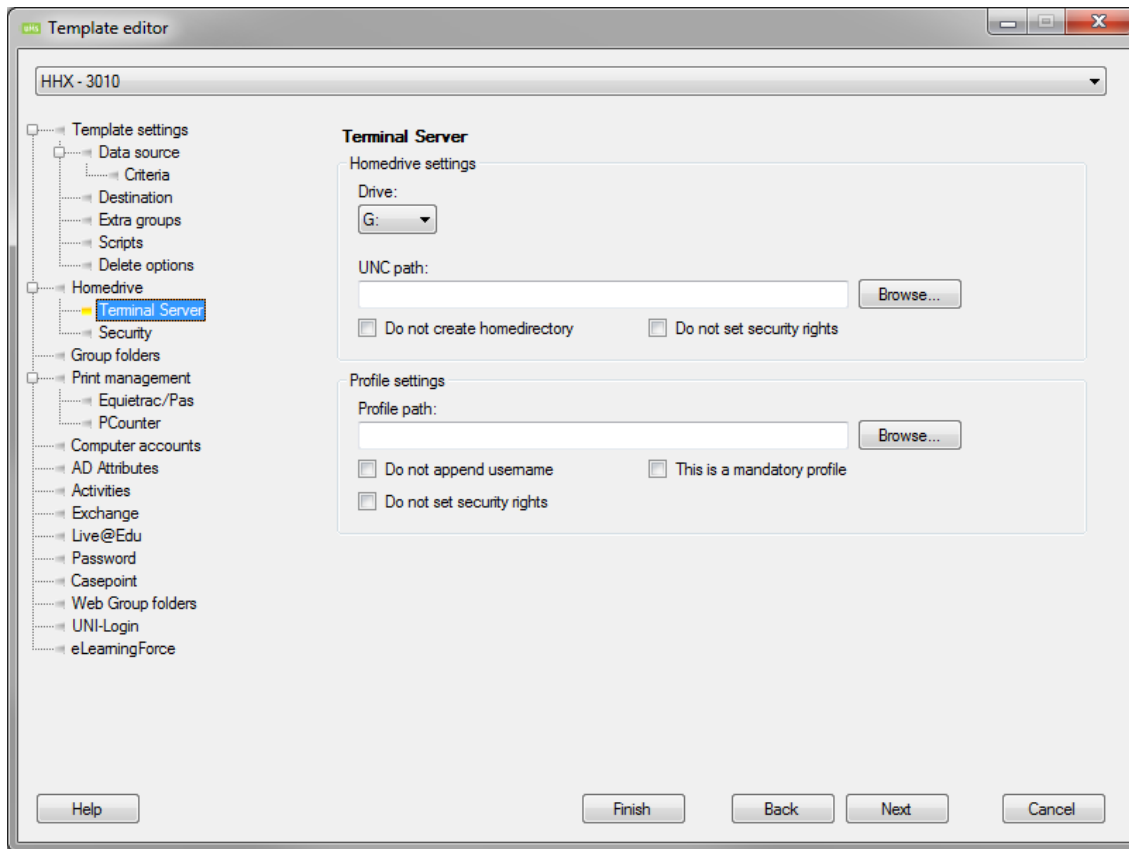 Template editor
HHX - 3010
Template settings
Data source
Criteria
Destination
Extra groups
Scripts
Delete options
Homedrive
Terminal Server
Security
Group folders
Print management
Equietrac/Pas
PCounter
Computer accounts
AD Attributes
Activities
Exchange
Live@Edu
Password
Casepoint
Web Group folders
UNI-Login
eLearningForce
Terminal Server
Homedrive settings
Drive:
G:
UNC path:
Browse...
Do not create homedirectory Do not set security rights
Profile settings
Profile path:
Browse...
Do not append username This is a mandatory profile
Do not set security rights
Help Finish Back Next Cancel